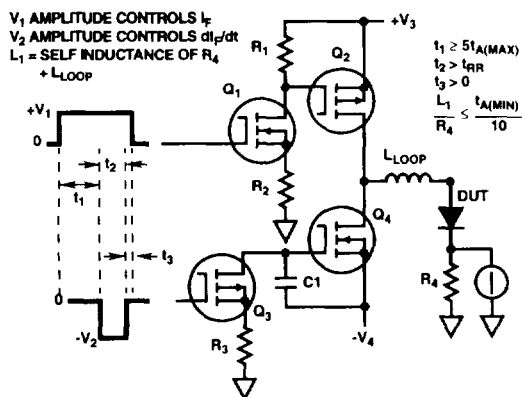 V1 AMPLITUDE CONTROLS IF
V2 AMPLITUDE CONTROLS dIF/dt
L1 = SELF INDUCTANCE OF R4
+ LLOOP
+V1
0
t2
t1
t3
0
-V2
R1
Q1
R2
Q2
+V3
Q3
R3
C1
Q4
-V4
LLOOP
DUT
R4
t1 ≥ 5tA(MAX)
t2 > tRR
t3 > 0
L1/R4 ≤ tA(MIN)/10